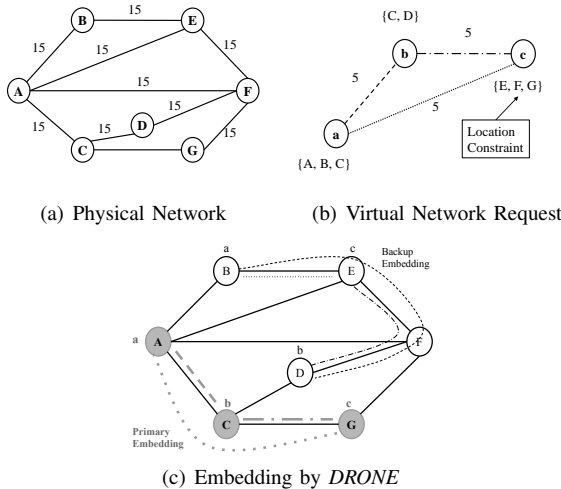 B
15
E
15
15
15
A
15
F
15
15
15
D
15
C
G
{C, D}
b
5
c
5
{E, F, G}
5
a
{A, B, C}
Location
Constraint
(a) Physical Network
(b) Virtual Network Request
a
c
Backup
Embedding
B
E
a
A
b
F
D
b
c
Primary
Embedding
C
G
(c) Embedding by DRONE